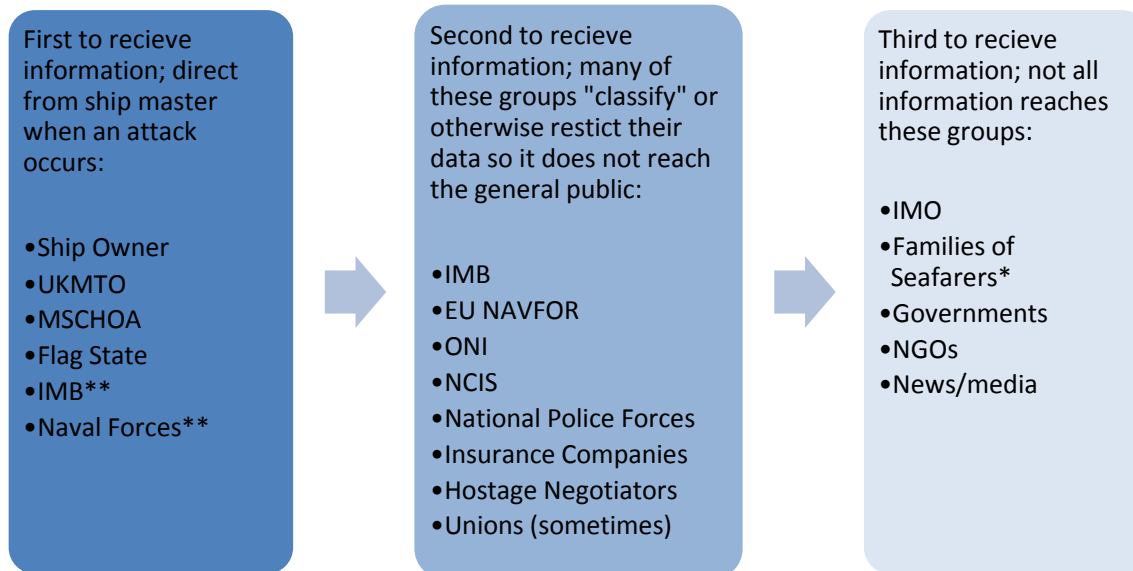 First to recieve
information; direct
from ship master
when an attack
occurs:
•Ship Owner
•UKMTO
•MSCHOA
•Flag State
•IMB**
•Naval Forces**
Second to recieve
information; many of
these groups "classify" or
otherwise restict their
data so it does not reach
the general public:
•IMB
•EU NAVFOR
•ONI
•NCIS
•National Police Forces
•Insurance Companies
•Hostage Negotiators
•Unions (sometimes)
Third to recieve
information; not all
information reaches
these groups:
•IMO
•Families of
Seafarers*
•Governments
•NGOs
•News/media